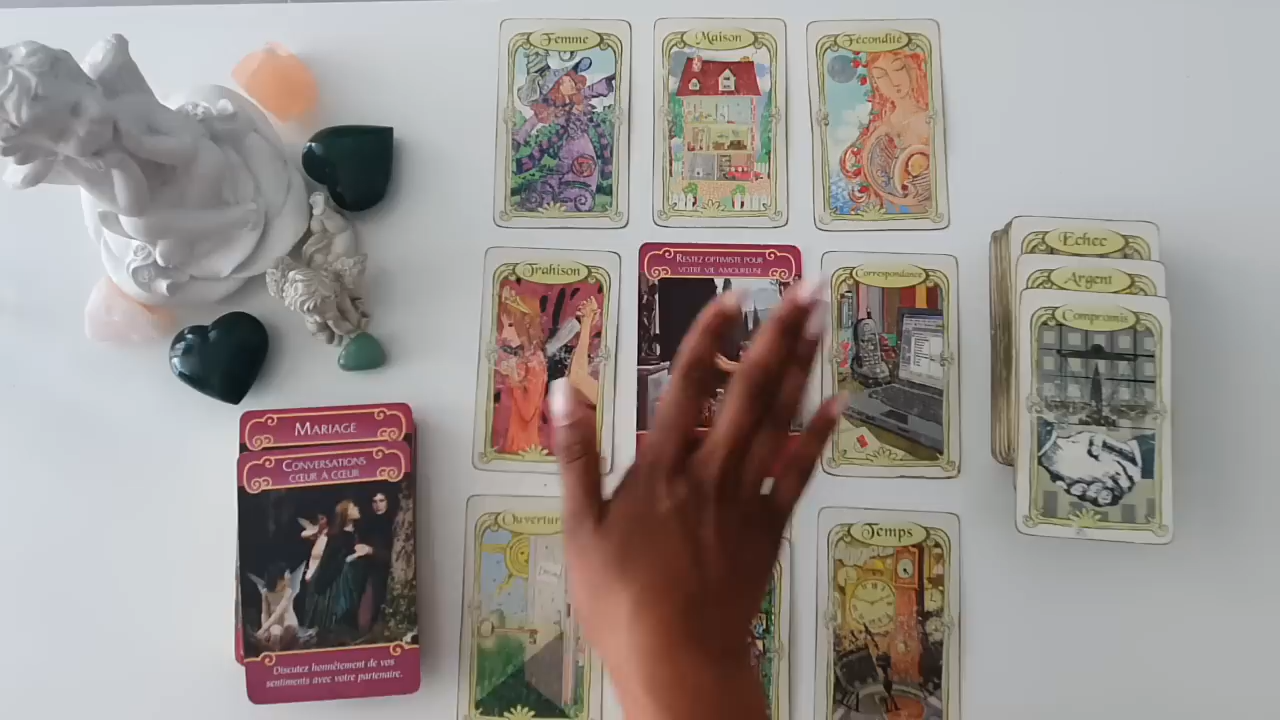 Femme
Maison
Fécondité
Trahison
RESTEZ OPTIMISTE POUR
VOTRE VIE AMOUREUSE
Correspondance
Echec
Argent
Compromis
MARIAGE
CONVERSATIONS
CŒUR À CŒUR
Discutez honnêtement de vos
sentiments avec votre partenaire.
Ouverture
Temps